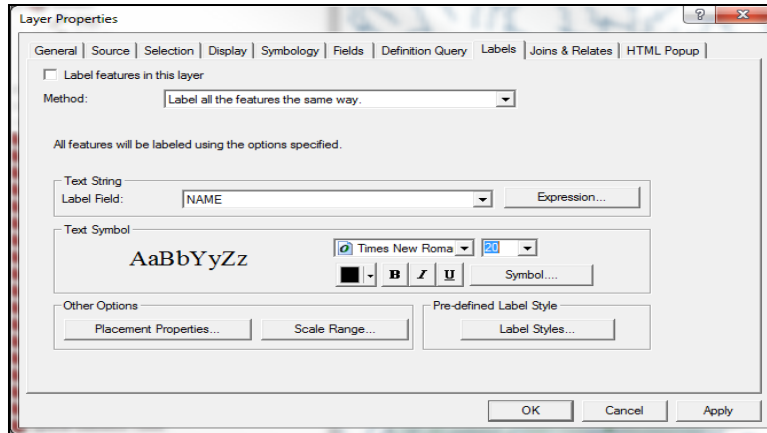 Layer Properties
?
General Source Selection Display Symbology Fields Definition Query Labels Joins & Relates HTML Popup
Label features in this layer
Method: Label all the features the same way.
All features will be labeled using the options specified.
Text String
Label Field: NAME Expression...
Text Symbol
AaBbYyZz Times New Roma 20
B I U Symbol....
Other Options Pre-defined Label Style
Placement Properties... Scale Range... Label Styles...
OK Cancel Apply